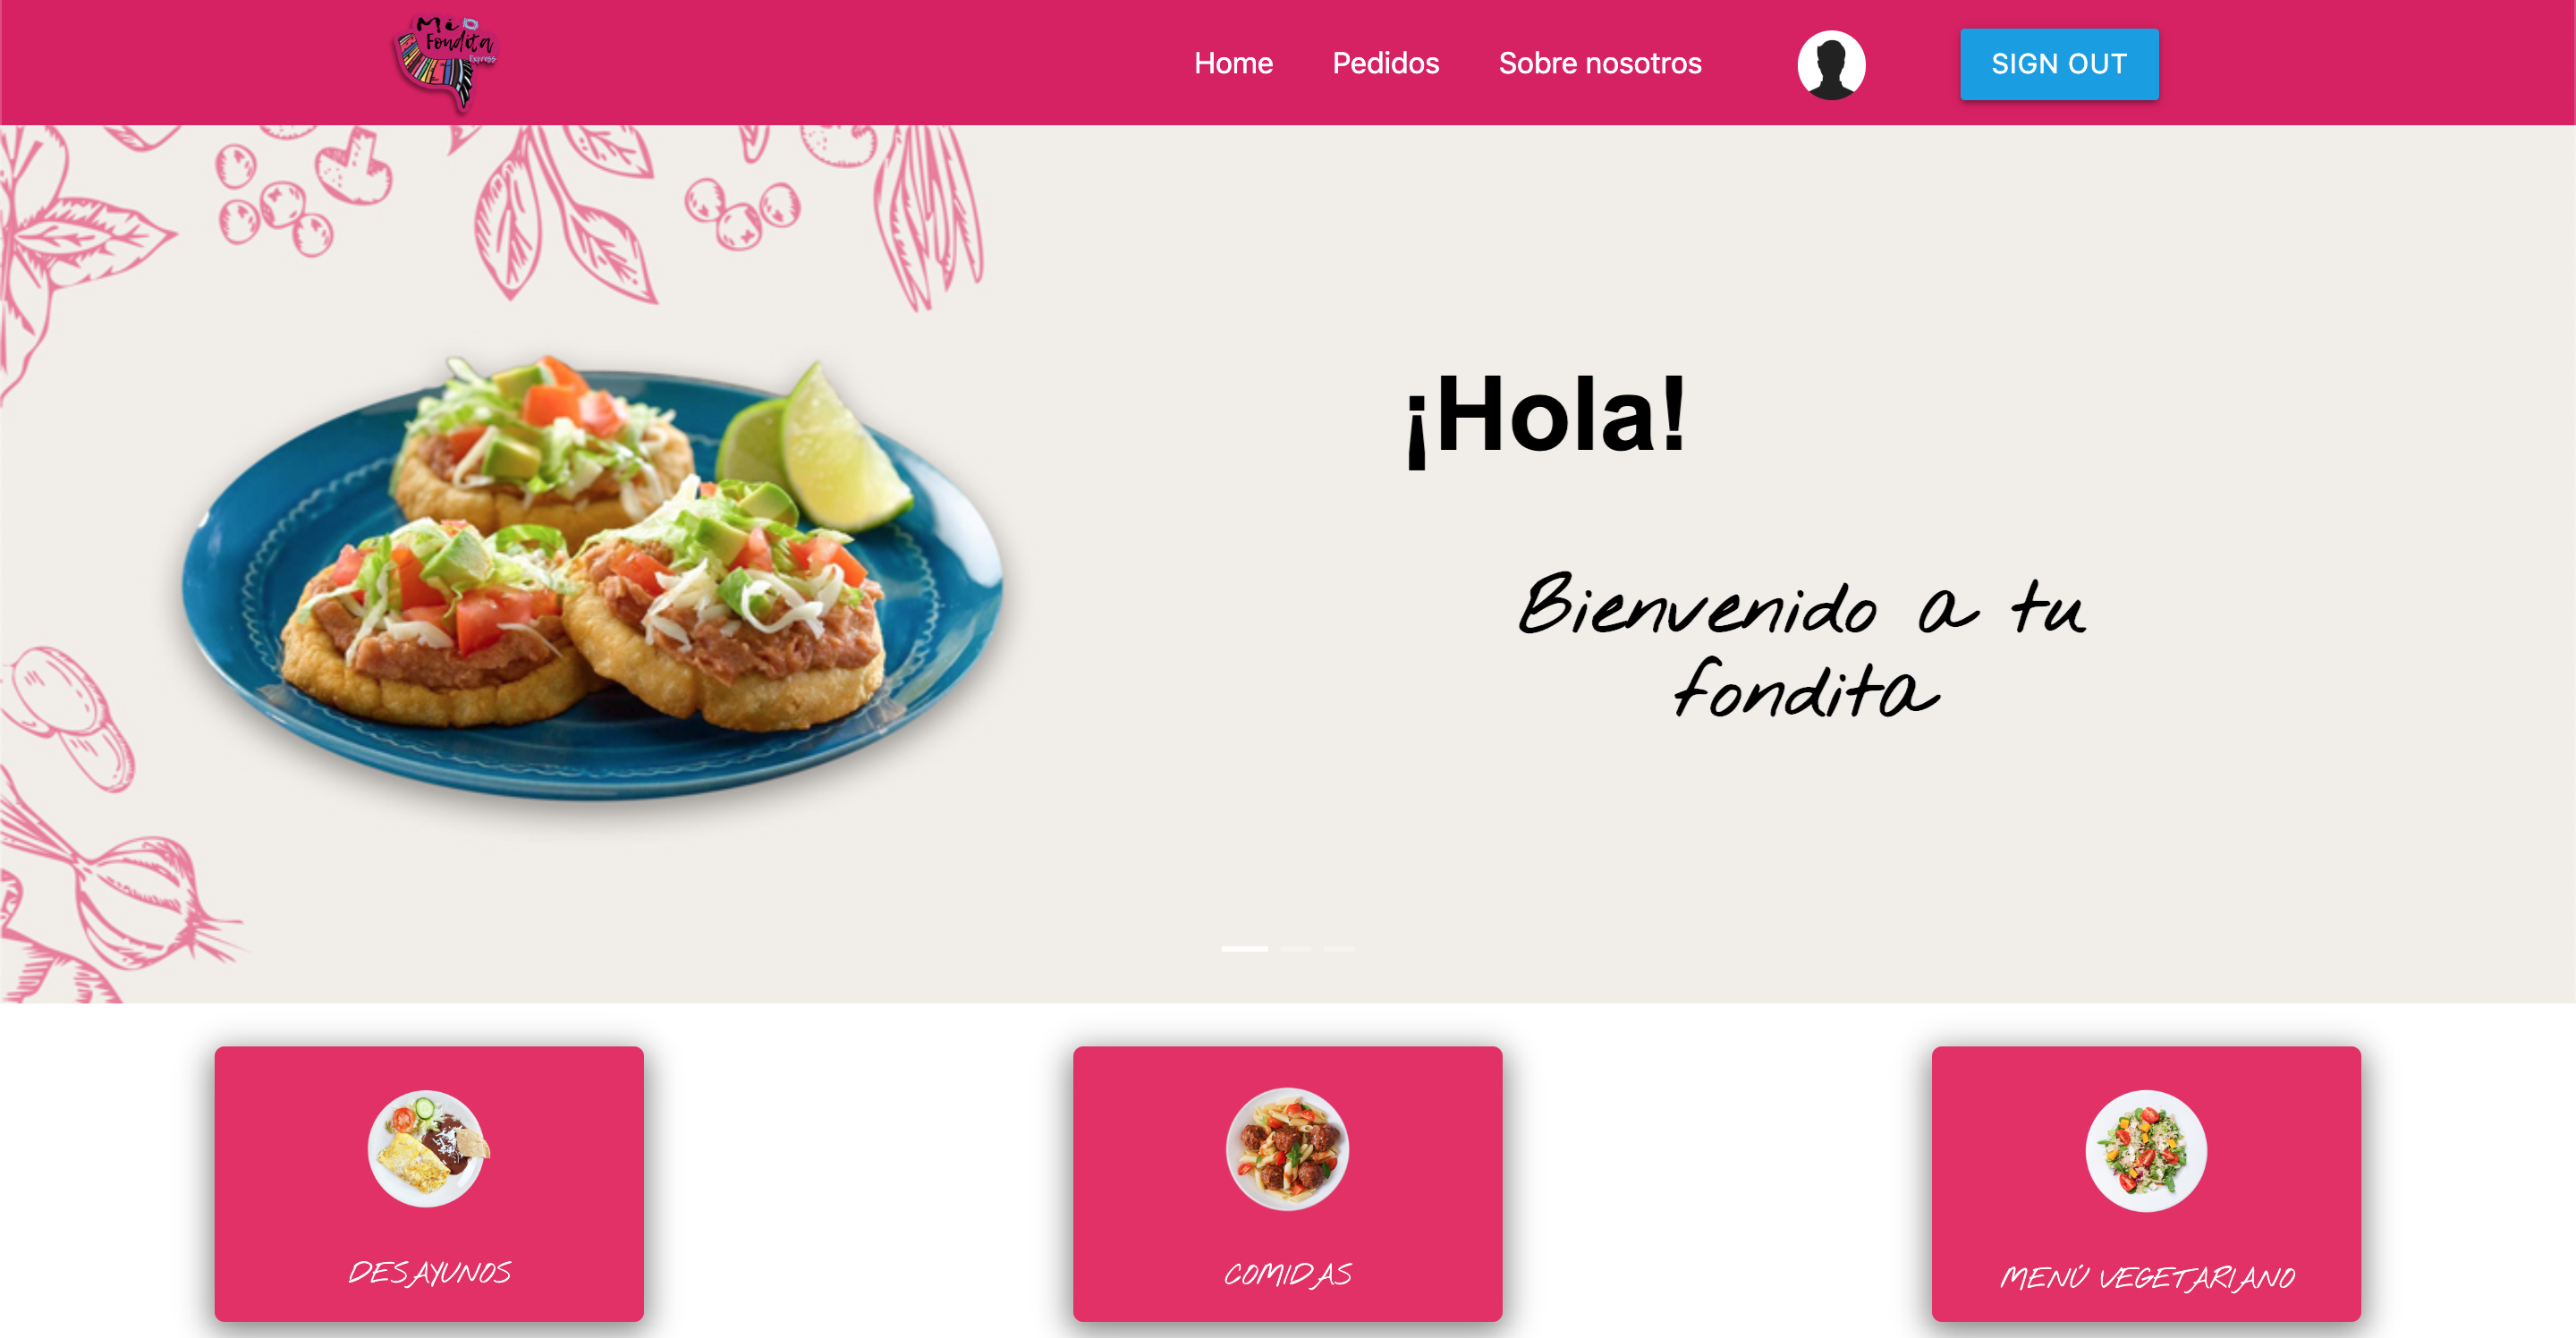 Mi
Fondita
Express
Home
Pedidos
Sobre nosotros
SIGN OUT
¡Hola!
Bienvenido a tu
fondita
DESAYUNOS
COMIDAS
MENÚ VEGETARIANO